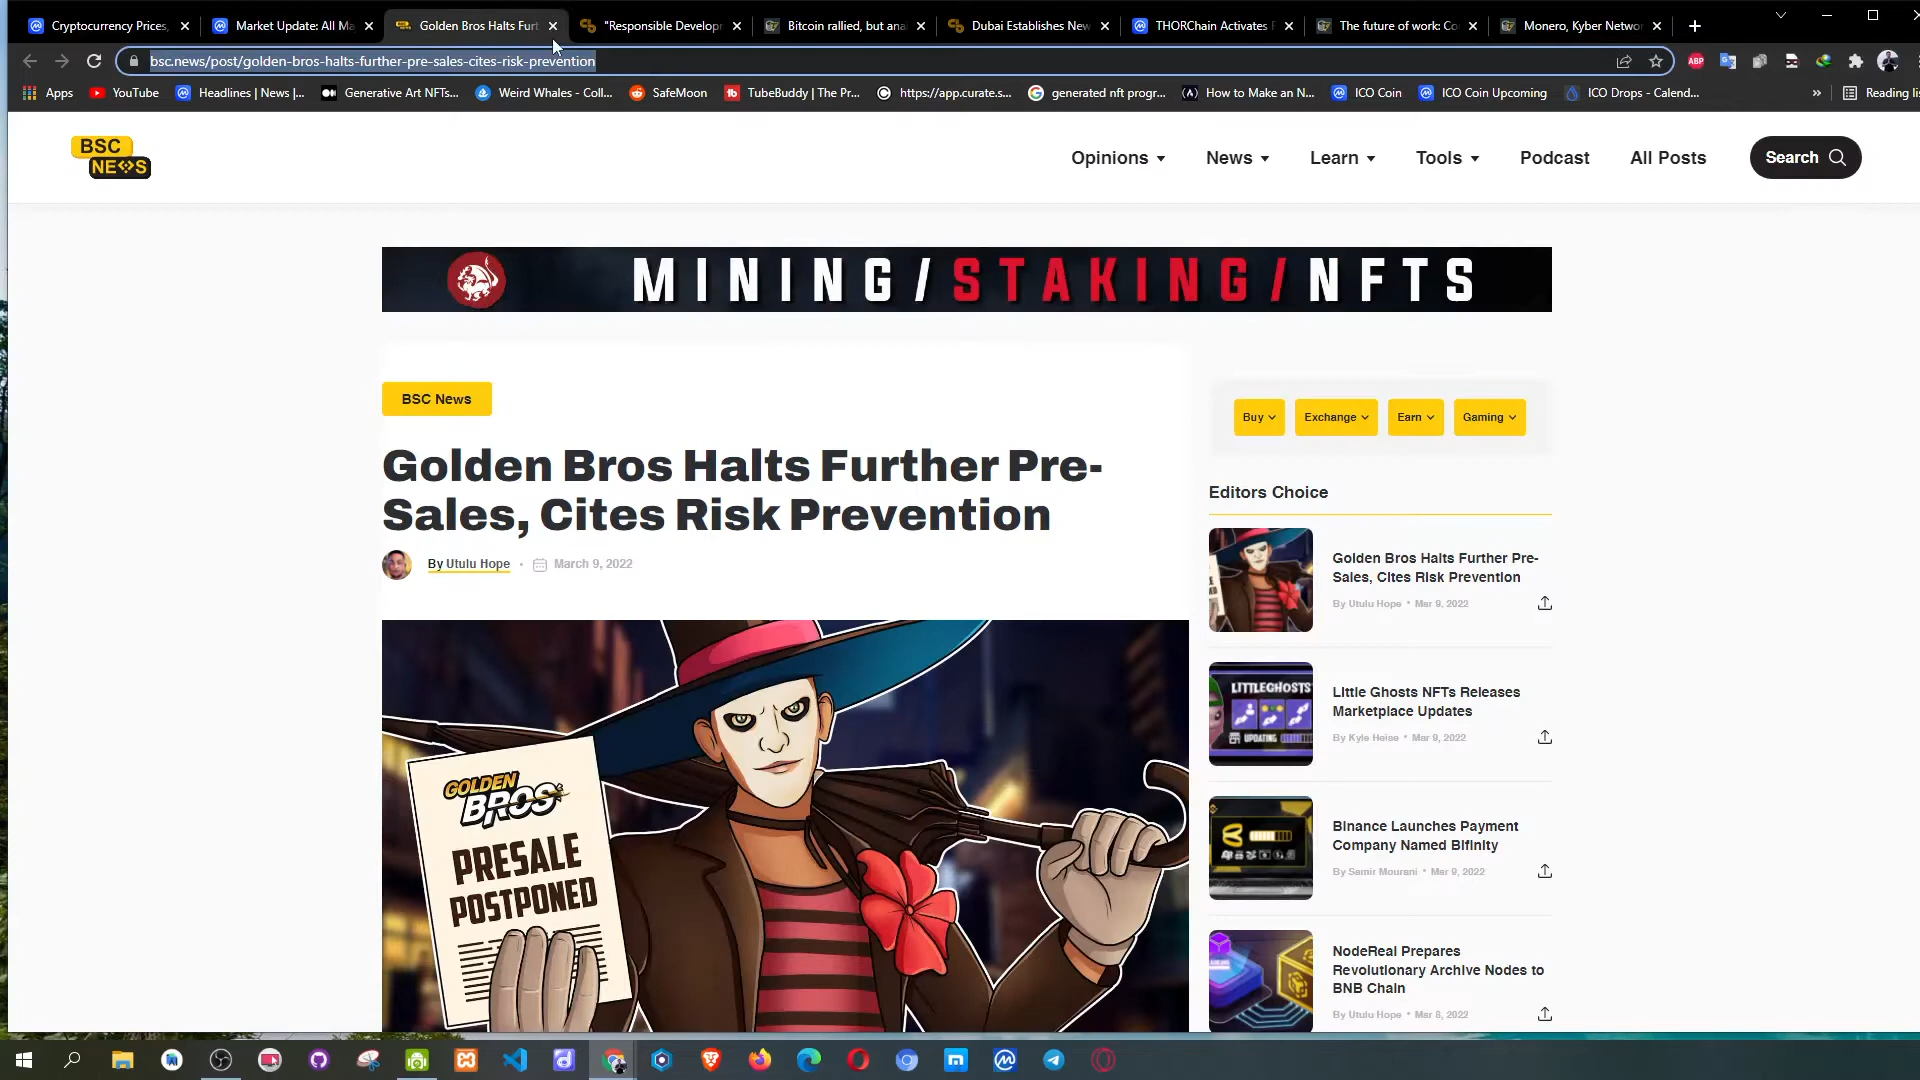 Cryptocurrency Prices,
Market Update: All Ma
Golden Bros Halts Furt
"Responsible Developm
Bitcoin rallied, but ana
Dubai Establishes New
THORChain Activates
The future of work: Co
Monero, Kyber Networ
bsc.news/post/golden-bros-halts-further-pre-sales-cites-risk-prevention
ABP
Apps
YouTube
Headlines | News |...
Generative Art NFTs...
Weird Whales - Coll...
SafeMoon
TubeBuddy | The Pr...
https://app.curate.s...
generated nft progr...
How to Make an N...
ICO Coin
ICO Coin Upcoming
ICO Drops - Calend...
»
Reading lis
BSC
NEWS
Opinions
News
Learn
Tools
Podcast
All Posts
Search
MINING/STAKING/NFTS
BSC News
Golden Bros Halts Further Pre-
Sales, Cites Risk Prevention
By Utulu Hope • March 9, 2022
GOLDEN
BROS
PRESALE
POSTPONED
Buy
Exchange
Earn
Gaming
Editors Choice
Golden Bros Halts Further Pre-
Sales, Cites Risk Prevention
By Utulu Hope • Mar 9, 2022
LITTLEGHOSTS
UPDATING
Little Ghosts NFTs Releases
Marketplace Updates
By Kyle Heise • Mar 9, 2022
Binance Launches Payment
Company Named Bifinity
By Samir Mourani • Mar 9, 2022
NodeReal Prepares
Revolutionary Archive Nodes to
BNB Chain
By Utulu Hope • Mar 8, 2022